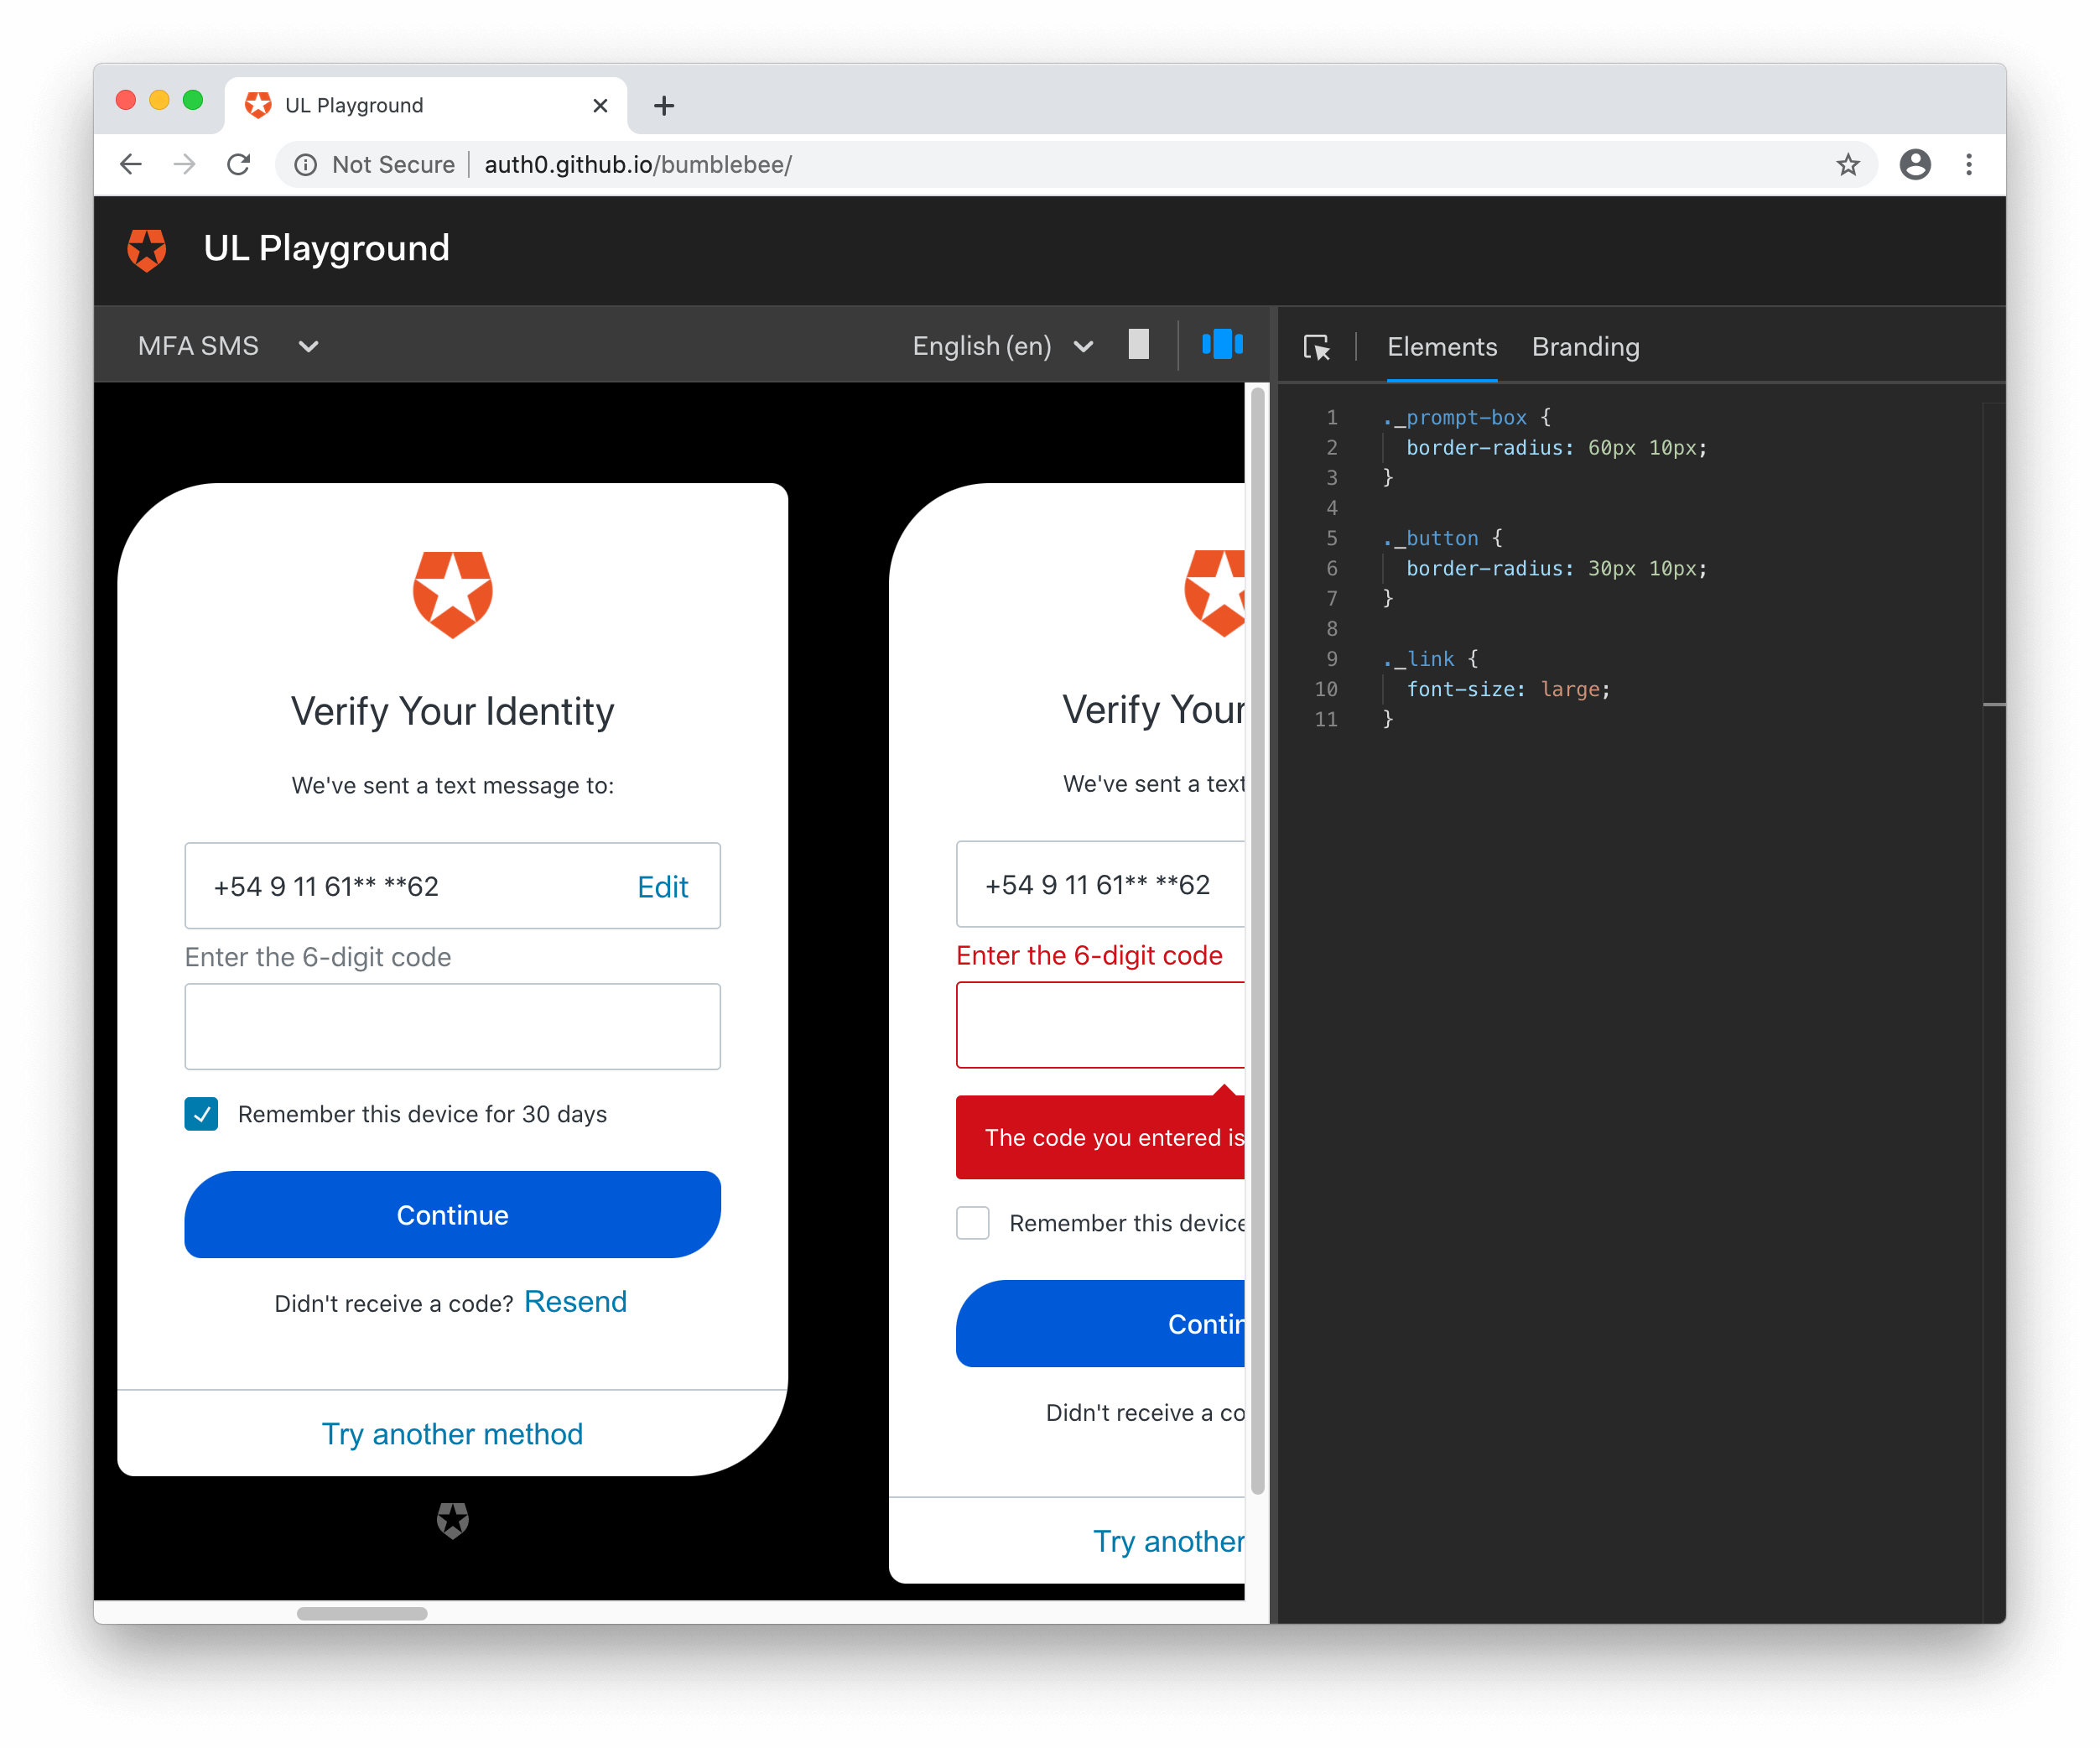 UL Playground
Not Secure auth0.github.io/bumblebee/
UL Playground
MFA SMS
English (en)
Elements Branding
Verify Your Identity
We've sent a text message to:
+54 9 11 61** **62 Edit
Enter the 6-digit code
Remember this device for 30 days
Continue
Didn't receive a code? Resend
Try another method
Verify Your
We've sent a text
+54 9 11 61** **62
Enter the 6-digit code
The code you entered is
Remember this device
Contin
Didn't receive a co
Try another
1 ._prompt-box {
2 border-radius: 60px 10px;
3 }
4
5 ._button {
6 border-radius: 30px 10px;
7 }
8
9 ._link {
10 font-size: large;
11 }